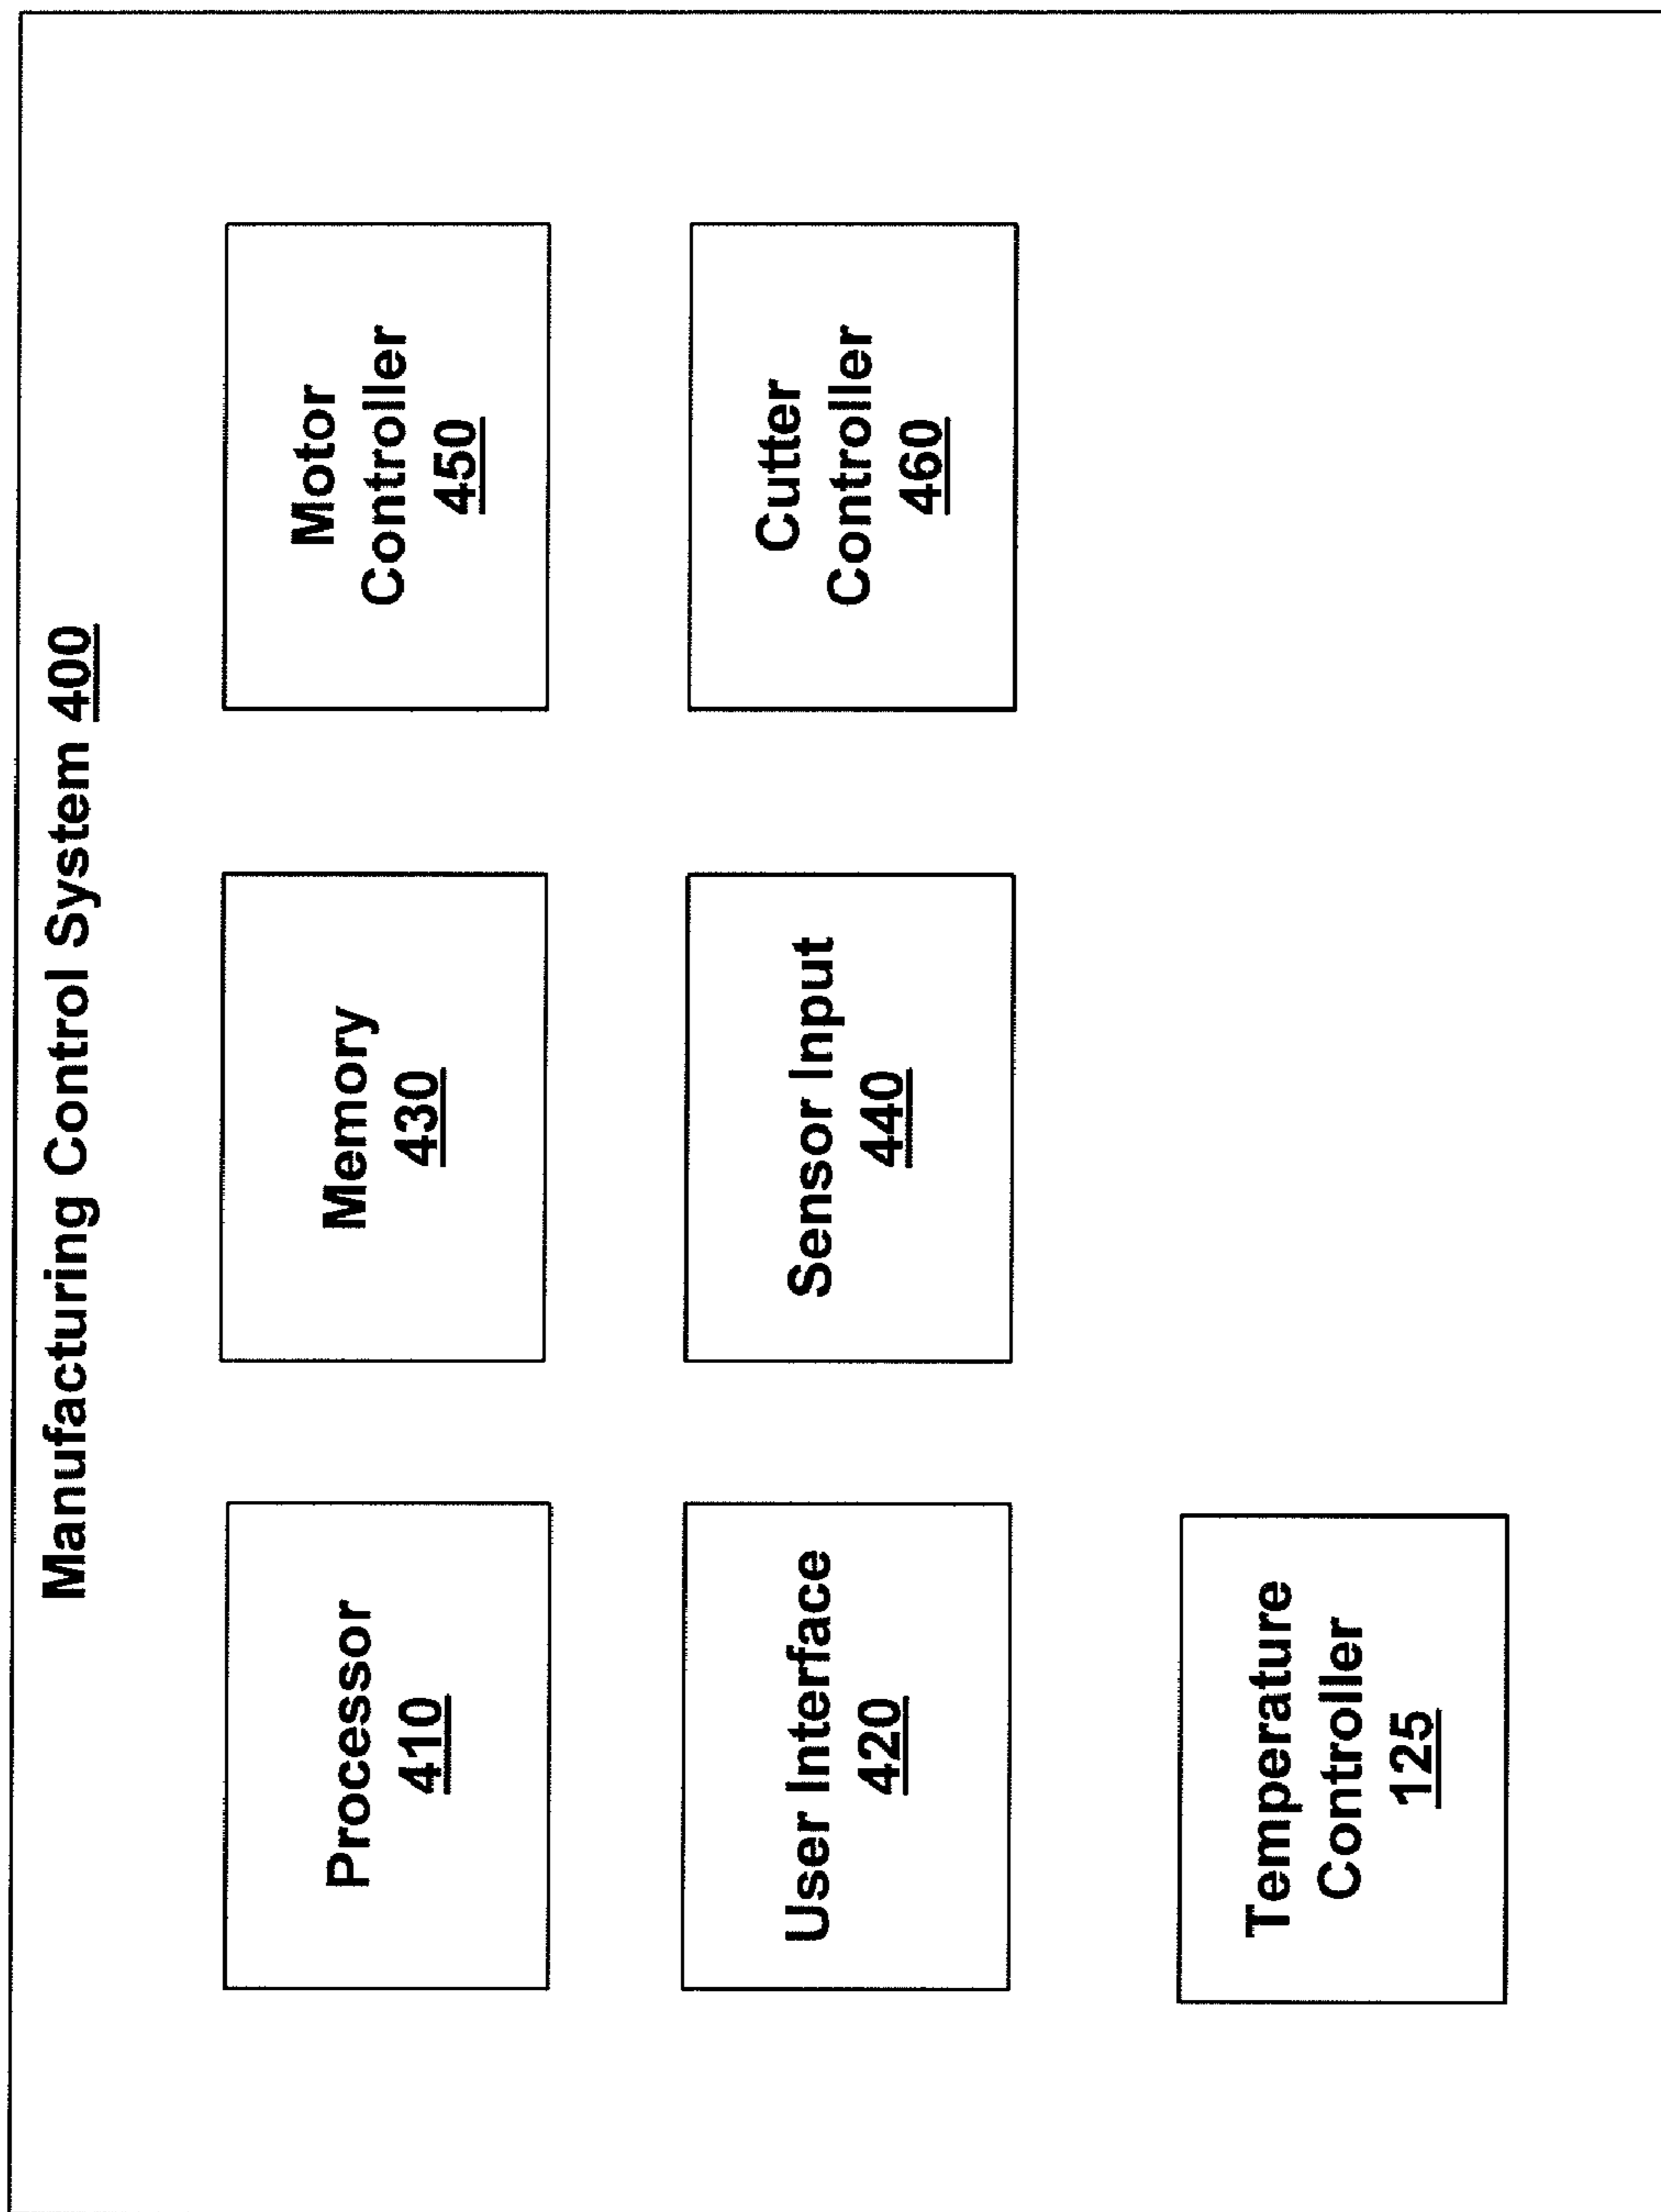 Manufacturing Control System 400
Processor
410
Memory
430
Motor
Controller
450
User Interface
420
Sensor Input
440
Cutter
Controller
460
Temperature
Controller
125